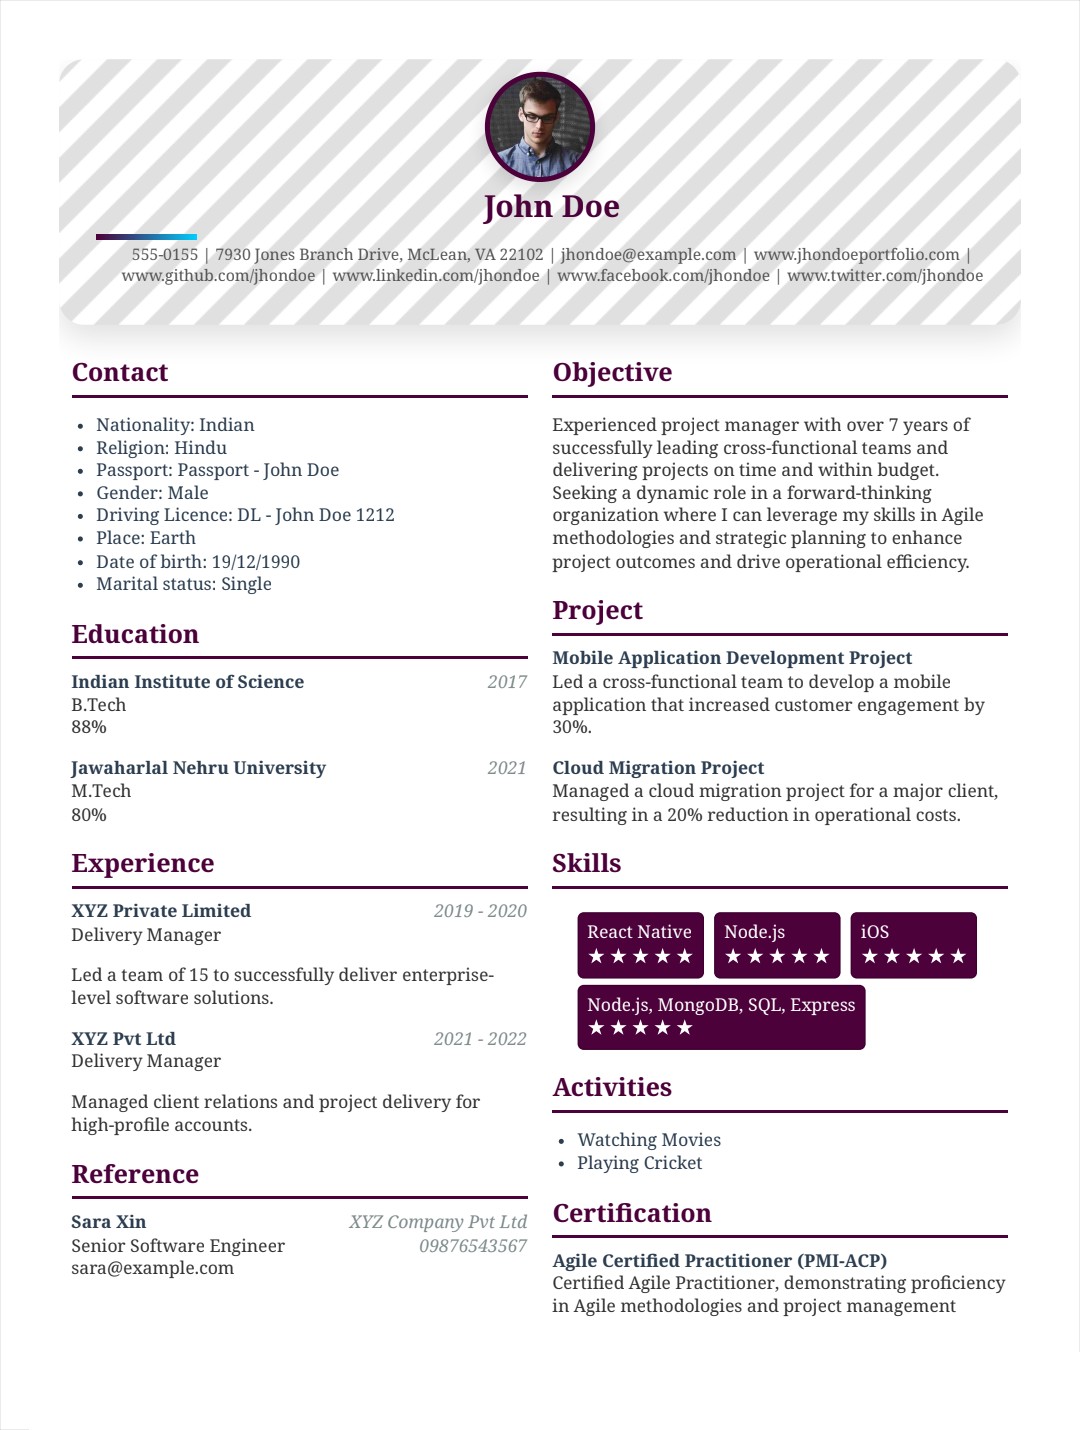 John Doe
555-0155 | 7930 Jones Branch Drive, McLean, VA 22102 | jhondoe@example.com | www.jhondoeportfolio.com |
www.github.com/jhondoe | www.linkedin.com/jhondoe | www.facebook.com/jhondoe | www.twitter.com/jhondoe
Contact
• Nationality: Indian
• Religion: Hindu
• Passport: Passport - John Doe
• Gender: Male
• Driving Licence: DL - John Doe 1212
• Place: Earth
• Date of birth: 19/12/1990
• Marital status: Single
Education
Indian Institute of Science 2017
B.Tech
88%
Jawaharlal Nehru University 2021
M.Tech
80%
Experience
XYZ Private Limited 2019 - 2020
Delivery Manager
Led a team of 15 to successfully deliver enterprise-
level software solutions.
XYZ Pvt Ltd 2021 - 2022
Delivery Manager
Managed client relations and project delivery for
high-profile accounts.
Reference
Sara Xin XYZ Company Pvt Ltd
Senior Software Engineer 09876543567
sara@example.com
Objective
Experienced project manager with over 7 years of
successfully leading cross-functional teams and
delivering projects on time and within budget.
Seeking a dynamic role in a forward-thinking
organization where I can leverage my skills in Agile
methodologies and strategic planning to enhance
project outcomes and drive operational efficiency.
Project
Mobile Application Development Project
Led a cross-functional team to develop a mobile
application that increased customer engagement by
30%.
Cloud Migration Project
Managed a cloud migration project for a major client,
resulting in a 20% reduction in operational costs.
Skills
React Native Node.js iOS
★★★★★ ★★★★★ ★★★★★
Node.js, MongoDB, SQL, Express
★★★★★
Activities
• Watching Movies
• Playing Cricket
Certification
Agile Certified Practitioner (PMI-ACP)
Certified Agile Practitioner, demonstrating proficiency
in Agile methodologies and project management